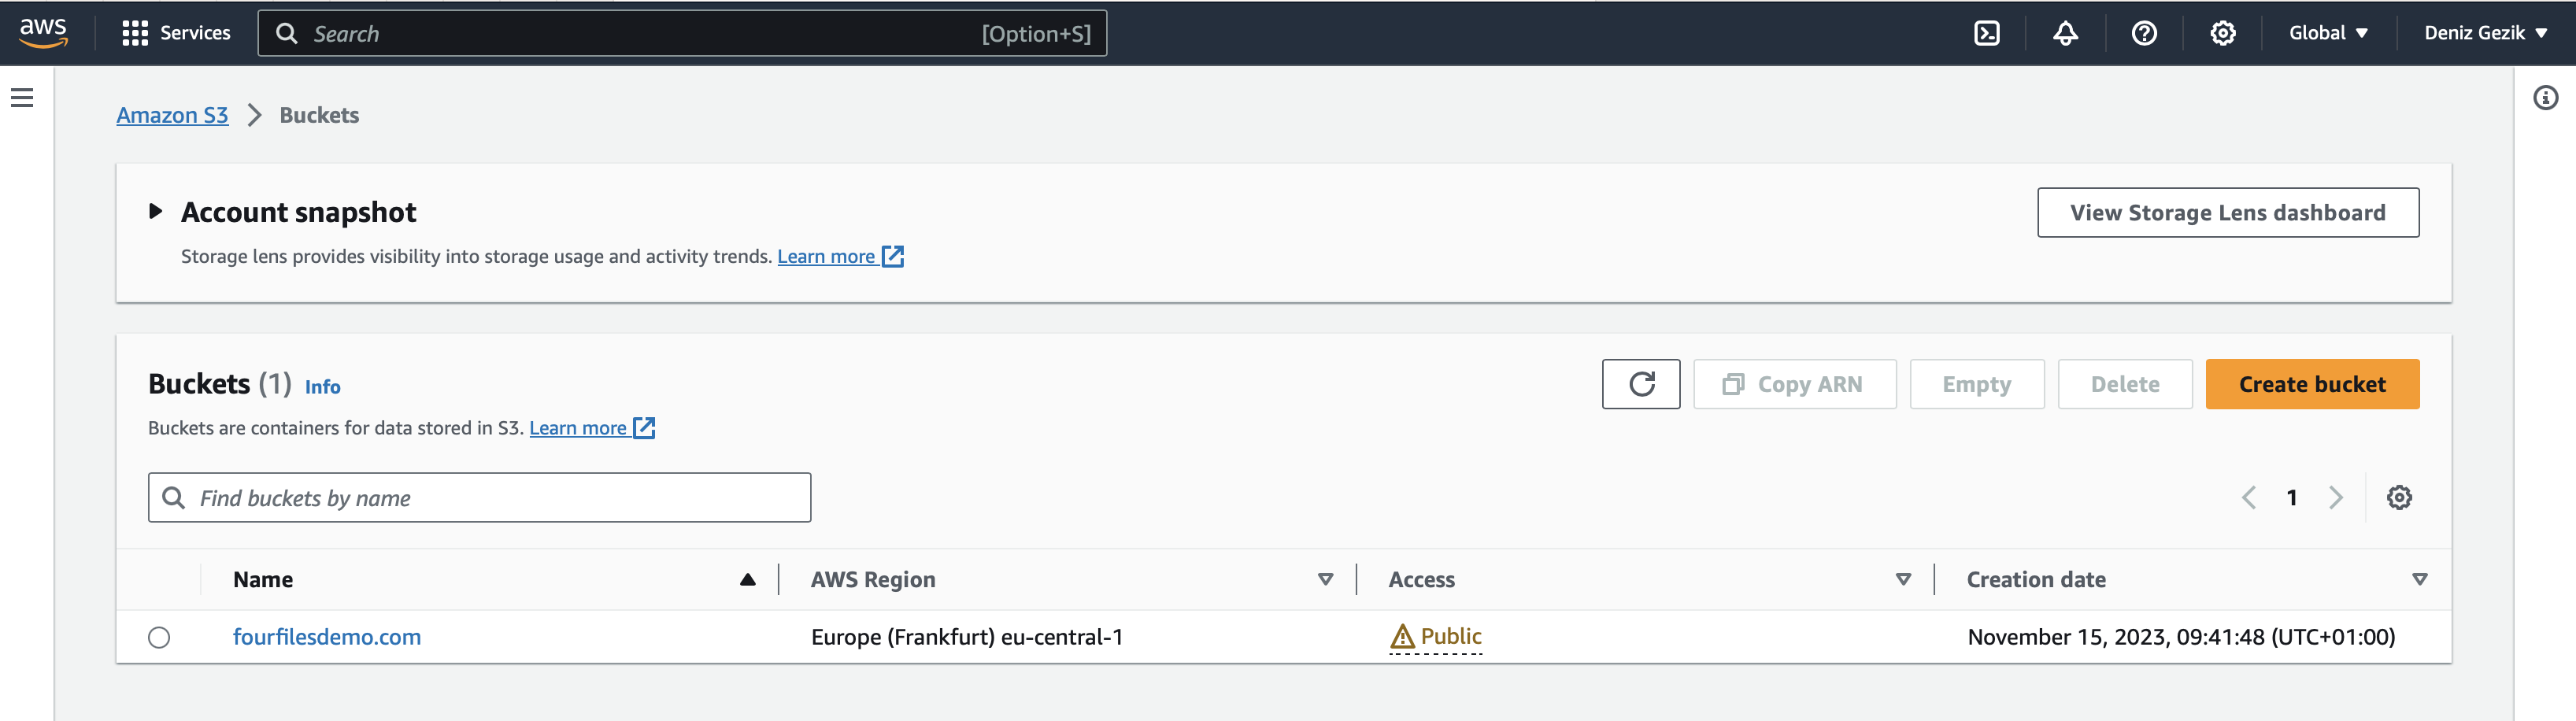 aws Services Search [Option+S] Global Deniz Gezik
Amazon S3 Buckets
Account snapshot View Storage Lens dashboard
Storage lens provides visibility into storage usage and activity trends. Learn more
Buckets (1) Info Copy ARN Empty Delete Create bucket
Buckets are containers for data stored in S3. Learn more
Find buckets by name 1
Name AWS Region Access Creation date
fourfilesdemo.com Europe (Frankfurt) eu-central-1 Public November 15, 2023, 09:41:48 (UTC+01:00)